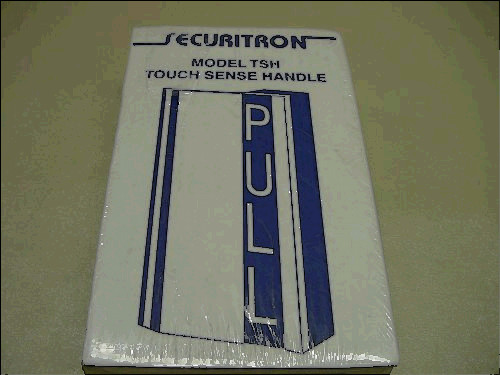 SECURITRON
MODEL TSH
TOUCH SENSE HANDLE
PULL